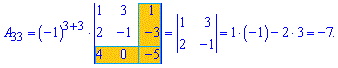 A₃₃ = (−1)³⁺³ · |1 3 1; 2 −1 −3; 4 0 −5| = |1 3; 2 −1| = 1 · (−1) − 2 · 3 = −7.